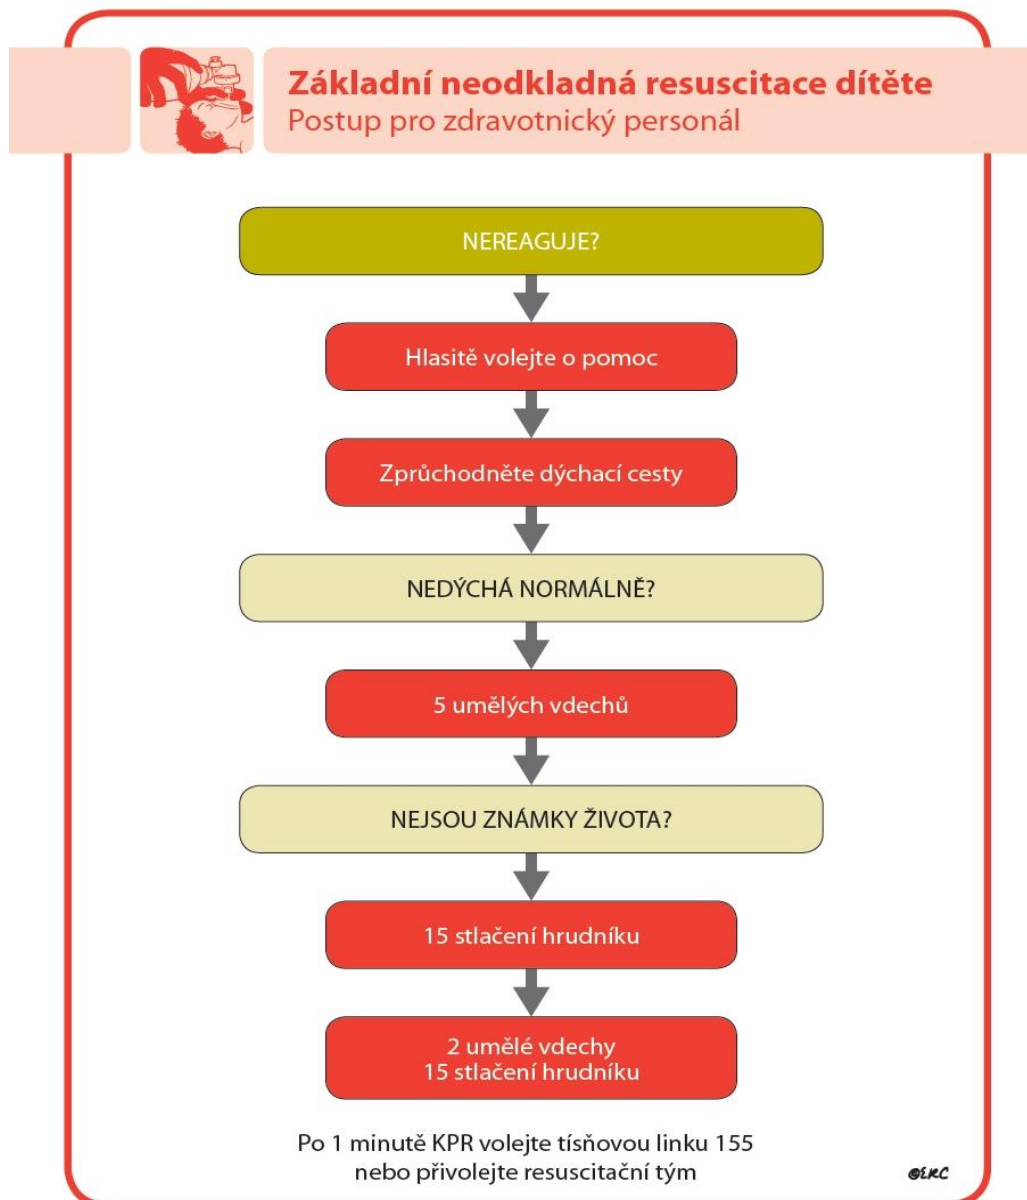 Základní neodkladná resuscitace dítěte
Postup pro zdravotnický personál
NEREAGUJE?
Hlasitě volejte o pomoc
Zprůchodněte dýchací cesty
NEDÝCHÁ NORMÁLNĚ?
5 umělých vdechů
NEJSOU ZNÁMKY ŽIVOTA?
15 stlačení hrudníku
2 umělé vdechy
15 stlačení hrudníku
Po 1 minutě KPR volejte tísňovou linku 155
nebo přivolejte resuscitační tým
©ERC